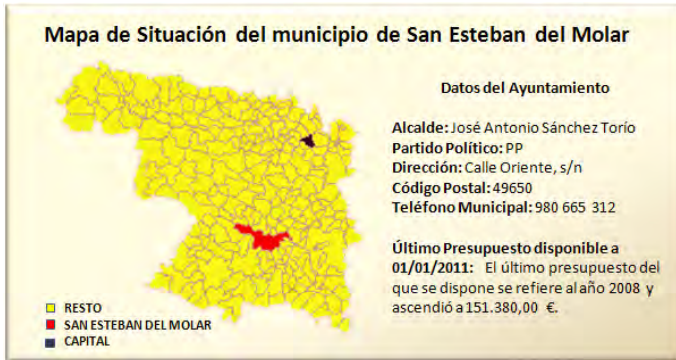 Mapa de Situación del municipio de San Esteban del Molar
Datos del Ayuntamiento
Alcalde: José Antonio Sánchez Torío
Partido Político: PP
Dirección: Calle Oriente, s/n
Código Postal: 49650
Teléfono Municipal: 980 665 312
Último Presupuesto disponible a
01/01/2011: El último presupuesto del
que se dispone se refiere al año 2008 y
ascendió a 151.380,00 €.
RESTO
SAN ESTEBAN DEL MOLAR
CAPITAL